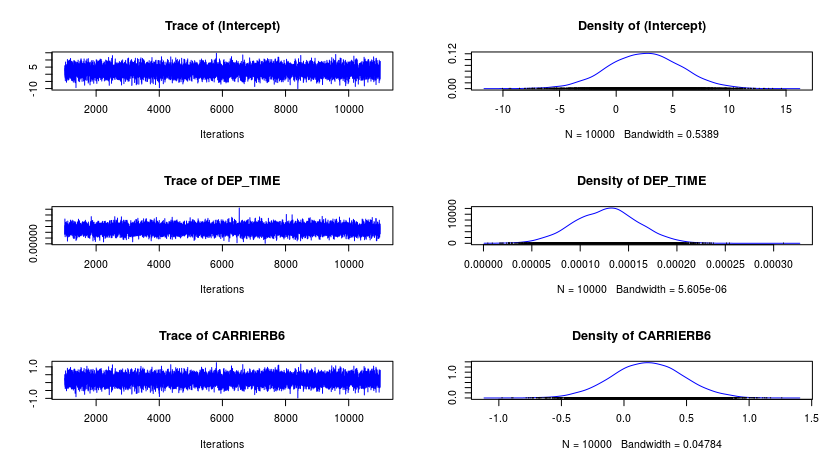 Trace of (Intercept)
5
-10
2000 4000 6000 8000 10000
Iterations
Density of (Intercept)
0.12
0.00
-10 -5 0 5 10 15
N = 10000 Bandwidth = 0.5389
Trace of DEP_TIME
0.00000
2000 4000 6000 8000 10000
Iterations
Density of DEP_TIME
10000
0
0.00000 0.00005 0.00010 0.00015 0.00020 0.00025 0.00030
N = 10000 Bandwidth = 5.605e-06
Trace of CARRIERB6
1.0
-1.0
2000 4000 6000 8000 10000
Iterations
Density of CARRIERB6
1.0
0.0
-1.0 -0.5 0.0 0.5 1.0 1.5
N = 10000 Bandwidth = 0.04784